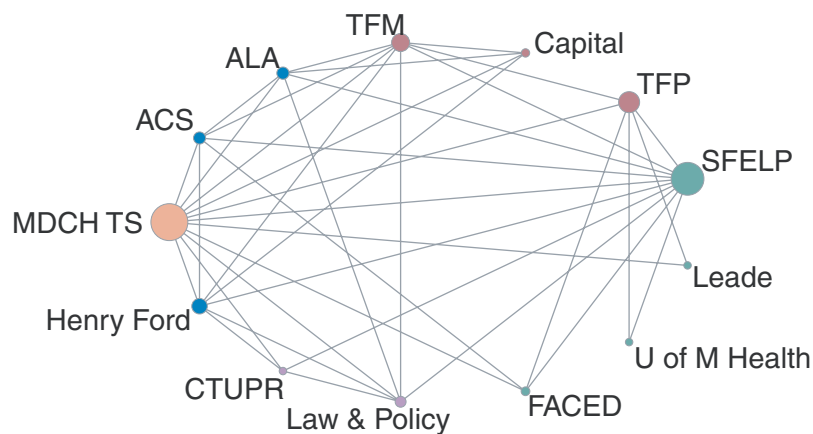 TFM
Capital
ALA
TFP
ACS
SFELP
MDCH TS
Leade
Henry Ford
U of M Health
CTUPR
FACED
Law & Policy